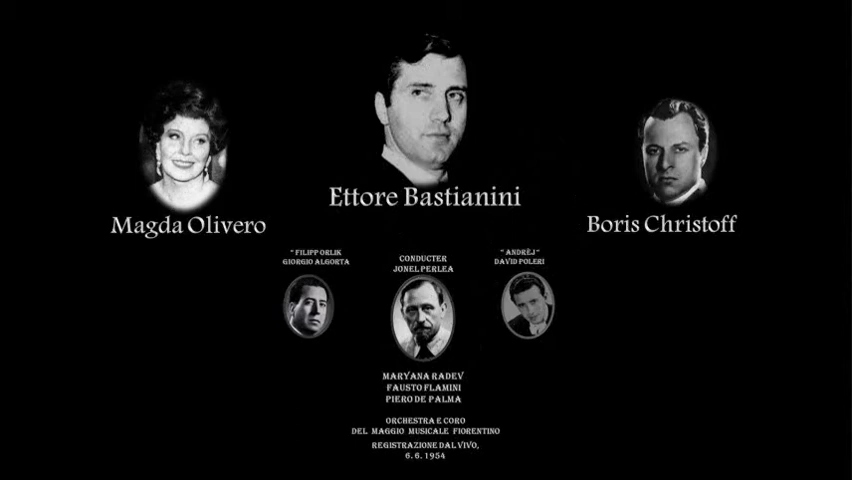 Ettore Bastianini
Magda Olivero
Boris Christoff
" FILIPP ORLIK
GIORGIO ALGORTA
CONDUCTER
JONEL PERLEA
" ANDRÈJ "
DAVID POLERI
MARYANA RADEV
FAUSTO FLAMINI
PIERO DE PALMA
ORCHESTRA E CORO
DEL MAGGIO MUSICALE FIORENTINO
REGISTRAZIONE DAL VIVO,
6. 6. 1954